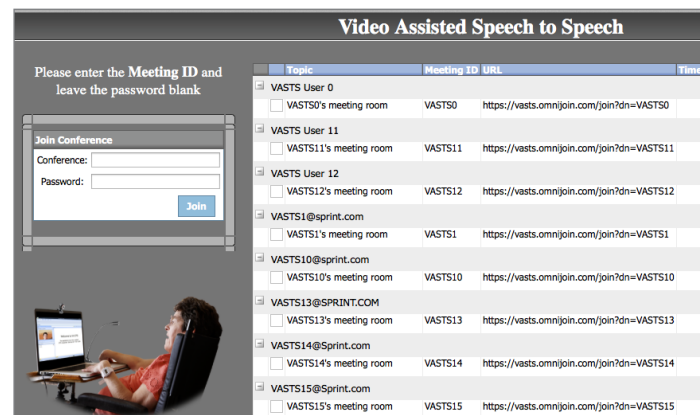 Video Assisted Speech to Speech
Please enter the Meeting ID and
leave the password blank
Join Conference
Conference:
Password:
Join
Topic Meeting ID URL Time
VASTS User 0
VASTS0's meeting room VASTS0 https://vasts.omnijoin.com/join?dn=VASTS0
VASTS User 11
VASTS11's meeting room VASTS11 https://vasts.omnijoin.com/join?dn=VASTS11
VASTS User 12
VASTS12's meeting room VASTS12 https://vasts.omnijoin.com/join?dn=VASTS12
VASTS1@sprint.com
VASTS1's meeting room VASTS1 https://vasts.omnijoin.com/join?dn=VASTS1
VASTS10@sprint.com
VASTS10's meeting room VASTS10 https://vasts.omnijoin.com/join?dn=VASTS10
VASTS13@SPRINT.COM
VASTS13's meeting room VASTS13 https://vasts.omnijoin.com/join?dn=VASTS13
VASTS14@Sprint.com
VASTS14's meeting room VASTS14 https://vasts.omnijoin.com/join?dn=VASTS14
VASTS15@Sprint.com
VASTS15's meeting room VASTS15 https://vasts.omnijoin.com/join?dn=VASTS15